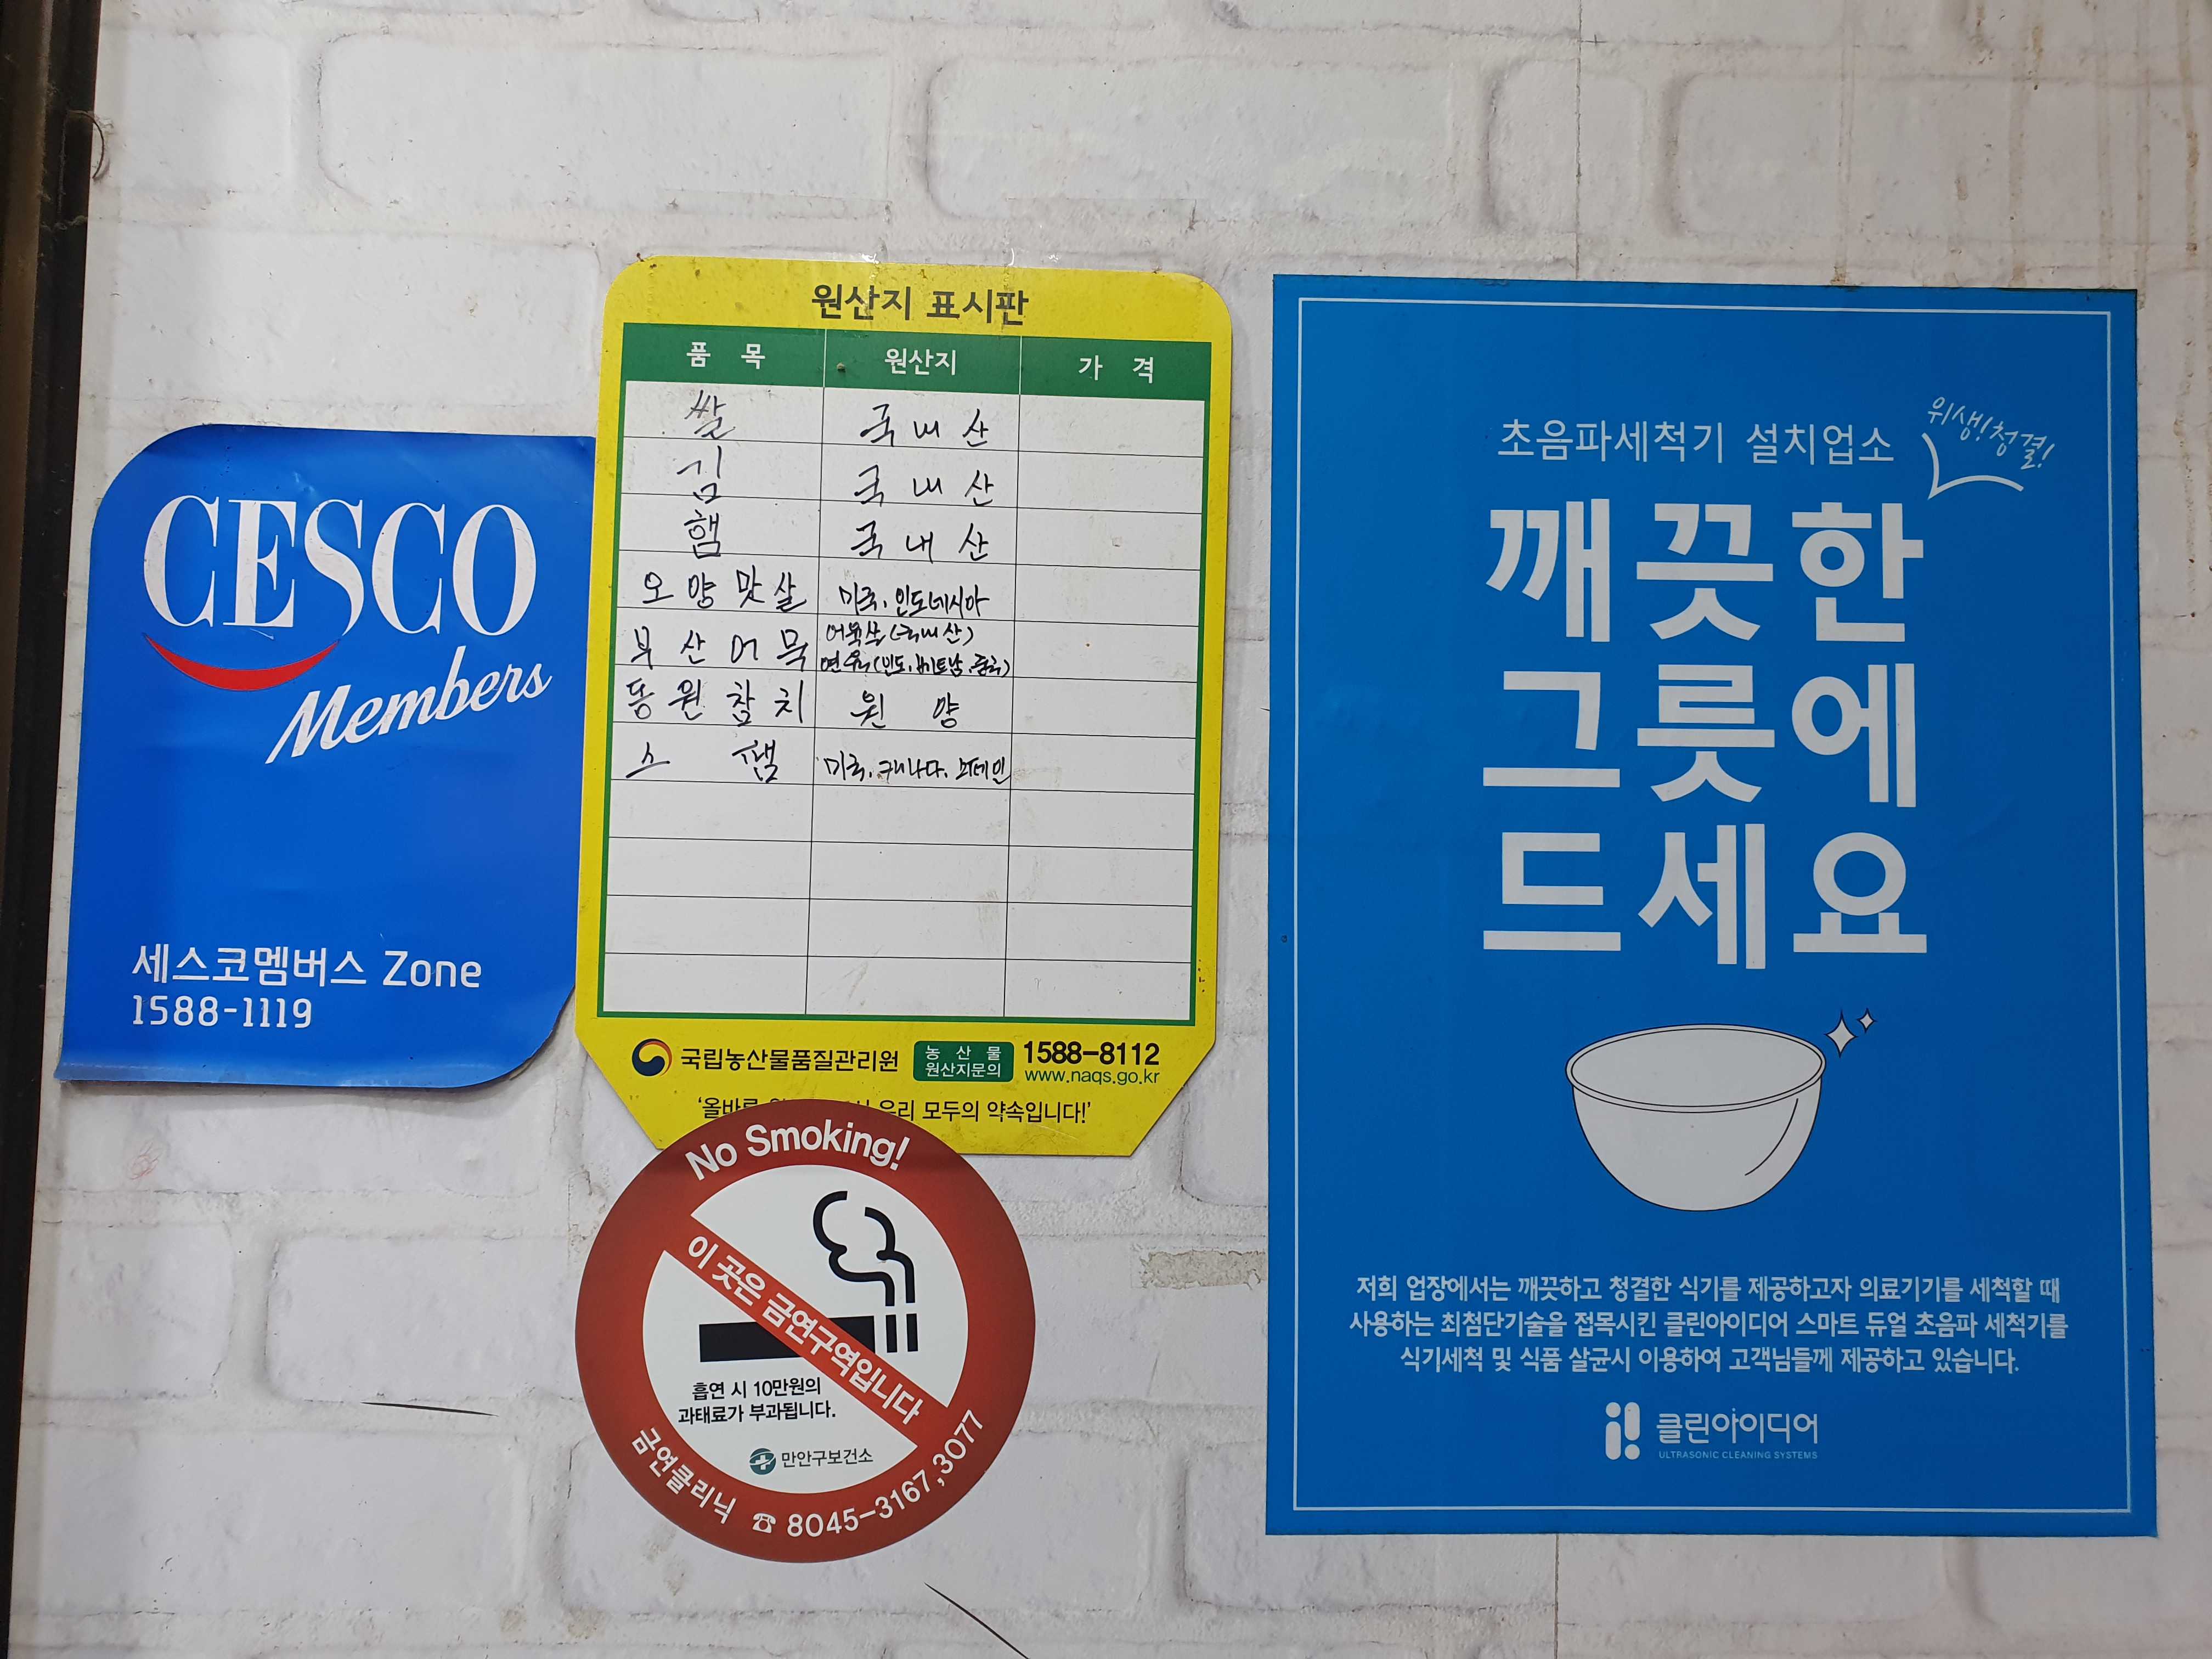 CESCO
Members
세스코멤버스 Zone
1588-1119
원산지 표시판
품 목 원산지 가 격
쌀 국내산
김 국내산
햄 국내산
오양맛살 미국, 인도네시아
부산어묵 어묵살(국내산)
연육(인도, 베트남, 중국)
동원참치 원양
스팸 미국, 캐나다, 스페인
국립농산물품질관리원
농 산 물
원산지문의
1588-8112
www.naqs.go.kr
'올바른 우리 모두의 약속입니다!'
No Smoking!
이 곳은 금연구역입니다
흡연 시 10만원의
과태료가 부과됩니다.
만안구보건소
금연클리닉 ☎ 8045-3167,3077
초음파세척기 설치업소
위생!청결!
깨끗한
그릇에
드세요
저희 업장에서는 깨끗하고 청결한 식기를 제공하고자 의료기기를 세척할 때
사용하는 최첨단기술을 접목시킨 클린아이디어 스마트 듀얼 초음파 세척기를
식기세척 및 식품 살균시 이용하여 고객님들께 제공하고 있습니다.
클린아이디어
ULTRASONIC CLEANING SYSTEMS